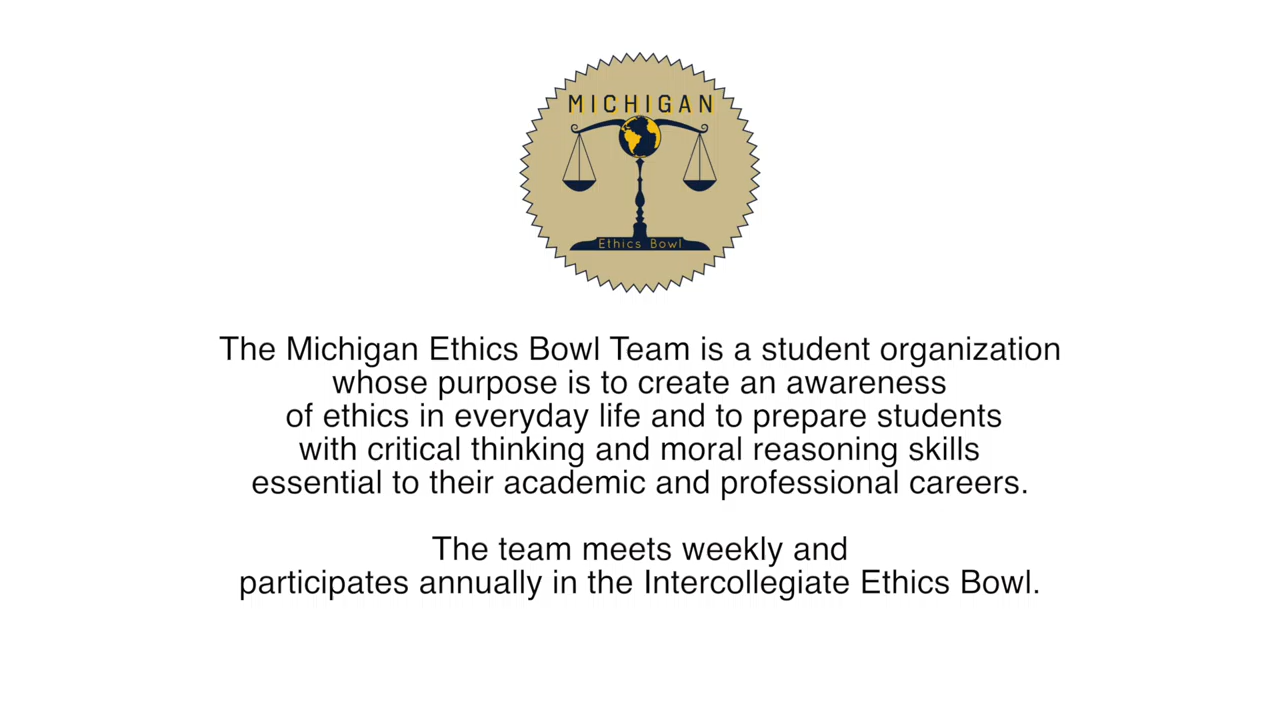 MICHIGAN
Ethics Bowl
The Michigan Ethics Bowl Team is a student organization
whose purpose is to create an awareness
of ethics in everyday life and to prepare students
with critical thinking and moral reasoning skills
essential to their academic and professional careers.
The team meets weekly and
participates annually in the Intercollegiate Ethics Bowl.